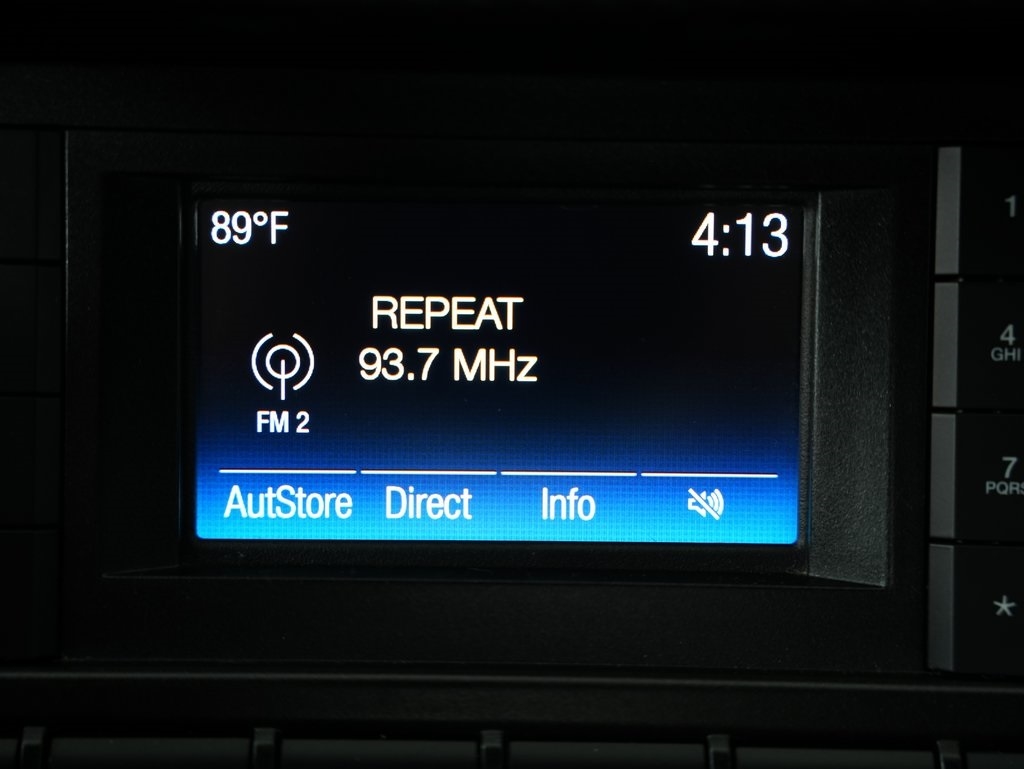 89°F
4:13
REPEAT
93.7 MHz
FM 2
AutStore Direct Info
1
4
GHI
7
PQRS
*